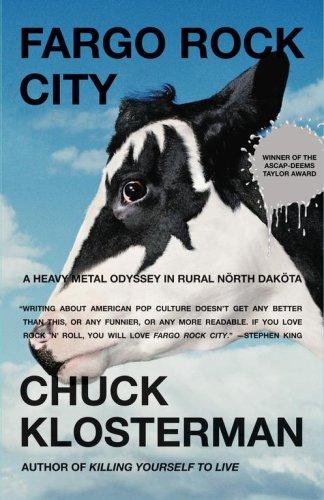 FARGO ROCK
CITY
WINNER OF THE
ASCAP-DEEMS
TAYLOR AWARD
A HEAVY METAL ODYSSEY IN RURAL NÖRTH DAKÖTA
“WRITING ABOUT AMERICAN POP CULTURE DOESN’T GET ANY BETTER
THAN THIS, OR ANY FUNNIER, OR ANY MORE READABLE. IF YOU LOVE
ROCK ’N’ ROLL, YOU WILL LOVE FARGO ROCK CITY.” —STEPHEN KING
CHUCK
KLOSTERMAN
AUTHOR OF KILLING YOURSELF TO LIVE